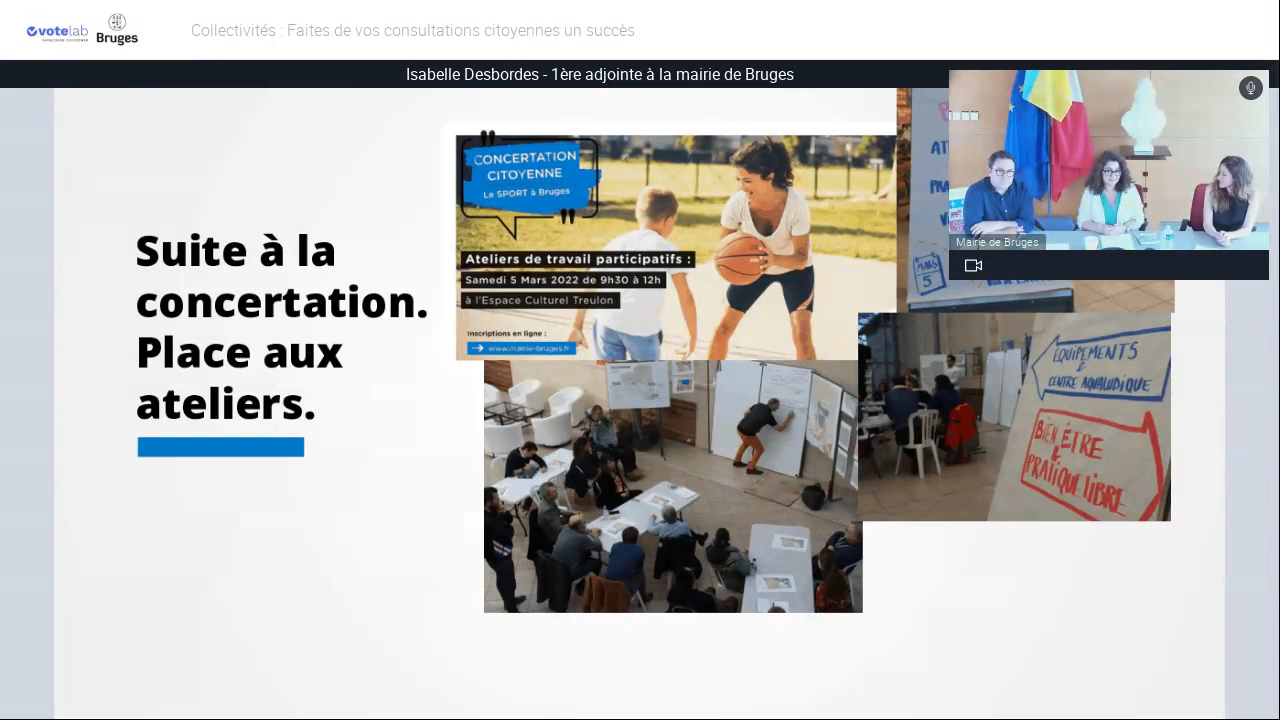 votelab
Bruges
Collectivités : Faites de vos consultations citoyennes un succès
Isabelle Desbordes - 1ère adjointe à la mairie de Bruges
Mairie de Bruges
Suite à la
concertation.
Place aux
ateliers.
"
CONCERTATION
CITOYENNE
Le SPORT à Bruges
"
Ateliers de travail participatifs :
Samedi 5 Mars 2022 de 9h30 à 12h
à l'Espace Culturel Treulon
Inscriptions en ligne :
www.mairie-bruges.fr
MARS
5
EQUIPEMENTS
&
CENTRE AQUALUDIQUE
BIEN ÊTRE
&
PRATIQUE LIBRE